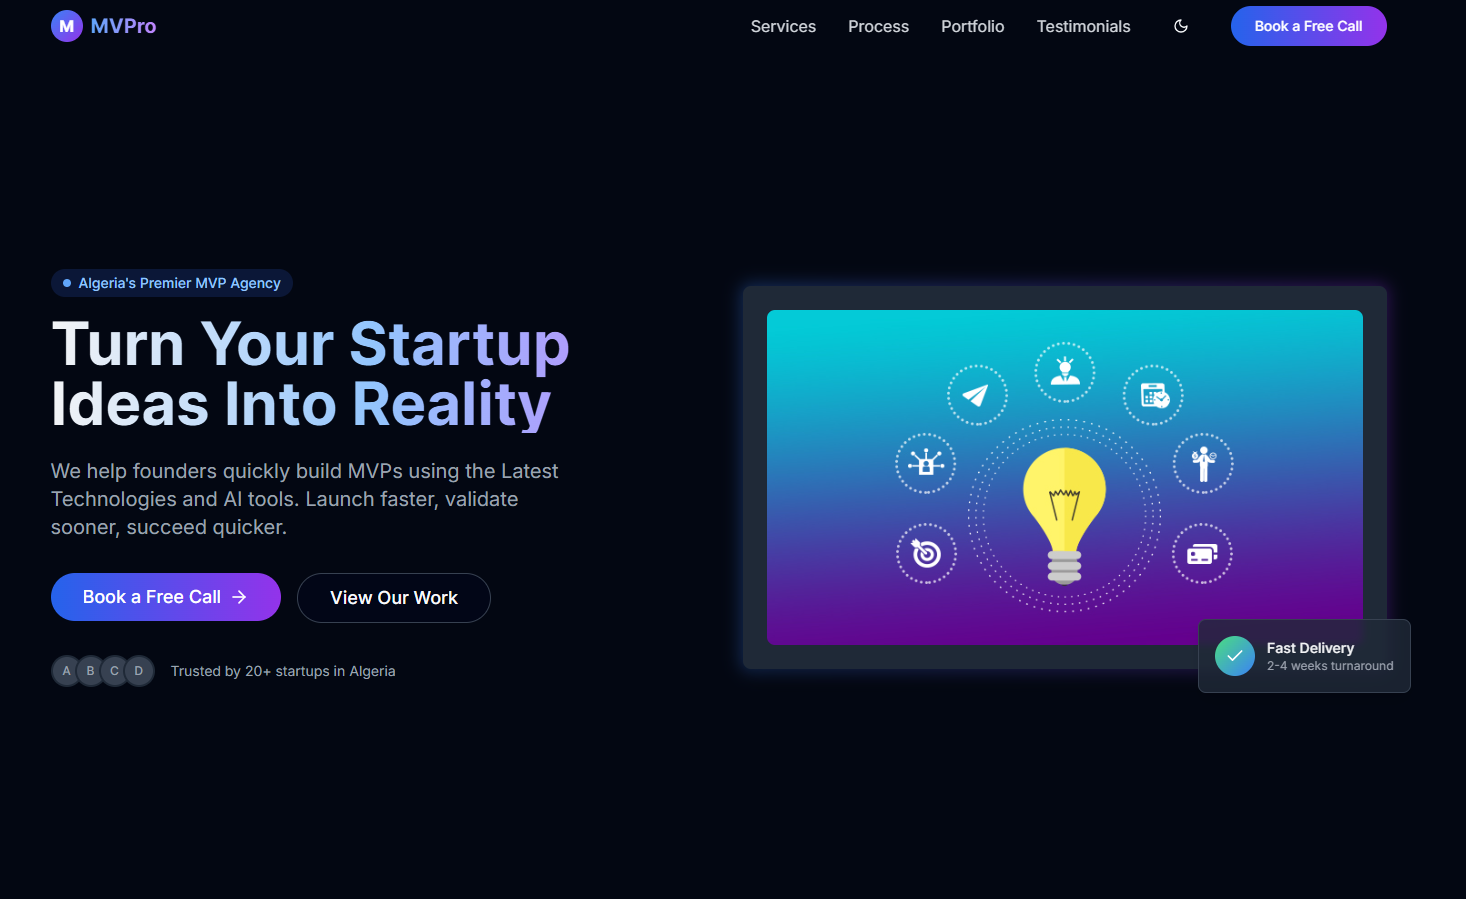 M MVPro
Services Process Portfolio Testimonials Book a Free Call
Algeria's Premier MVP Agency
Turn Your Startup
Ideas Into Reality
We help founders quickly build MVPs using the Latest
Technologies and AI tools. Launch faster, validate
sooner, succeed quicker.
Book a Free Call → View Our Work
A B C D Trusted by 20+ startups in Algeria
Fast Delivery
2-4 weeks turnaround